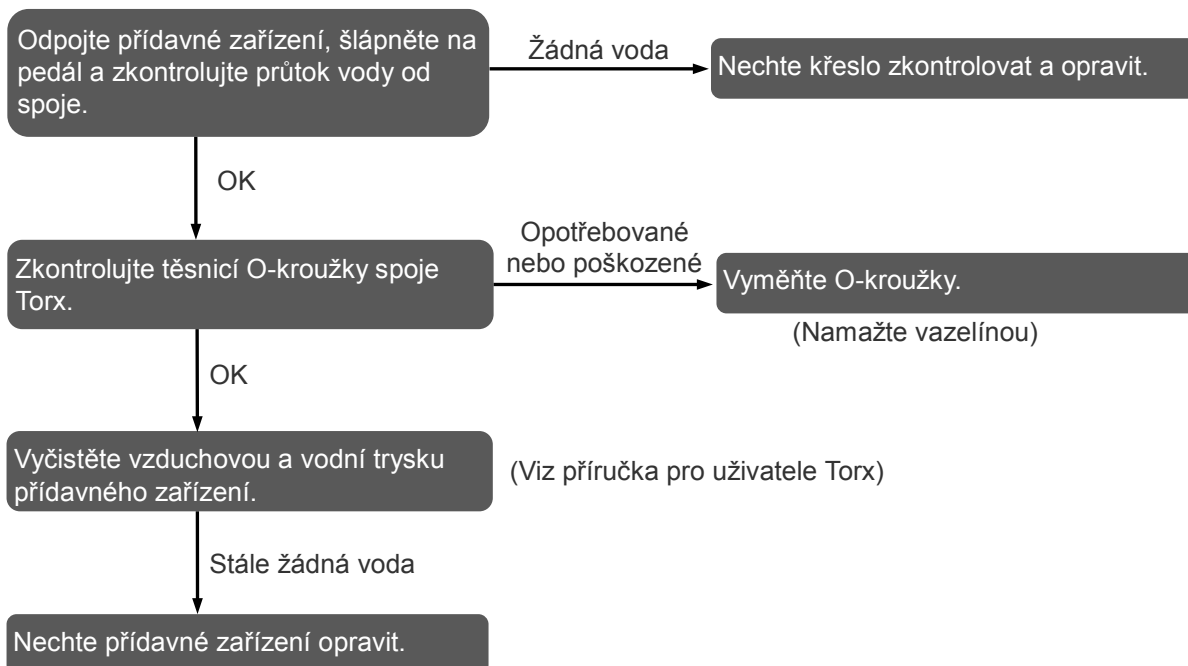 Odpojte přídavné zařízení, šlápněte na
pedál a zkontrolujte průtok vody od
spoje.
Žádná voda
Nechte křeslo zkontrolovat a opravit.
OK
Zkontrolujte těsnicí O-kroužky spoje
Torx.
Opotřebované
nebo poškozené
Vyměňte O-kroužky.
(Namažte vazelínou)
OK
Vyčistěte vzduchovou a vodní trysku
přídavného zařízení.
(Viz příručka pro uživatele Torx)
Stále žádná voda
Nechte přídavné zařízení opravit.